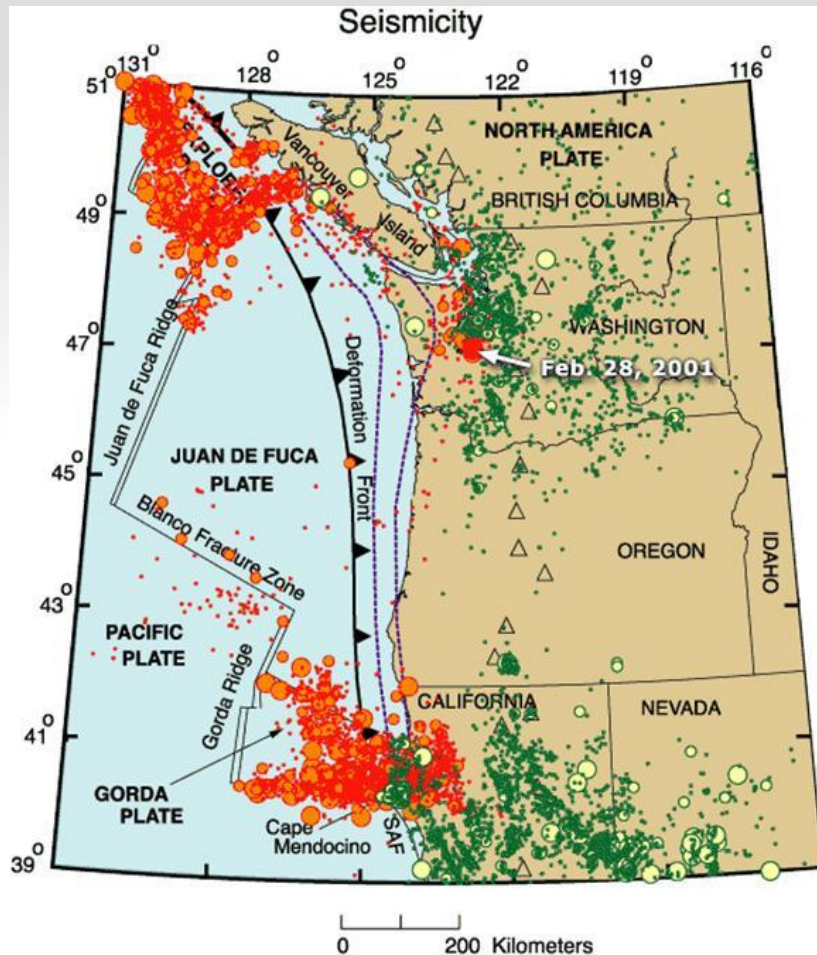 Seismicity
131°
128°
125°
122°
119°
116°
51°
49°
47°
45°
43°
41°
39°
Vancouver
Island
NORTH AMERICA
PLATE
BRITISH COLUMBIA
WASHINGTON
Feb. 28, 2001
Juan de Fuca Ridge
Deformation
Front
JUAN DE FUCA
PLATE
Blanco Fracture Zone
OREGON
IDAHO
PACIFIC
PLATE
Gorda Ridge
CALIFORNIA
NEVADA
GORDA
PLATE
Cape
Mendocino
SAF
0 200 Kilometers